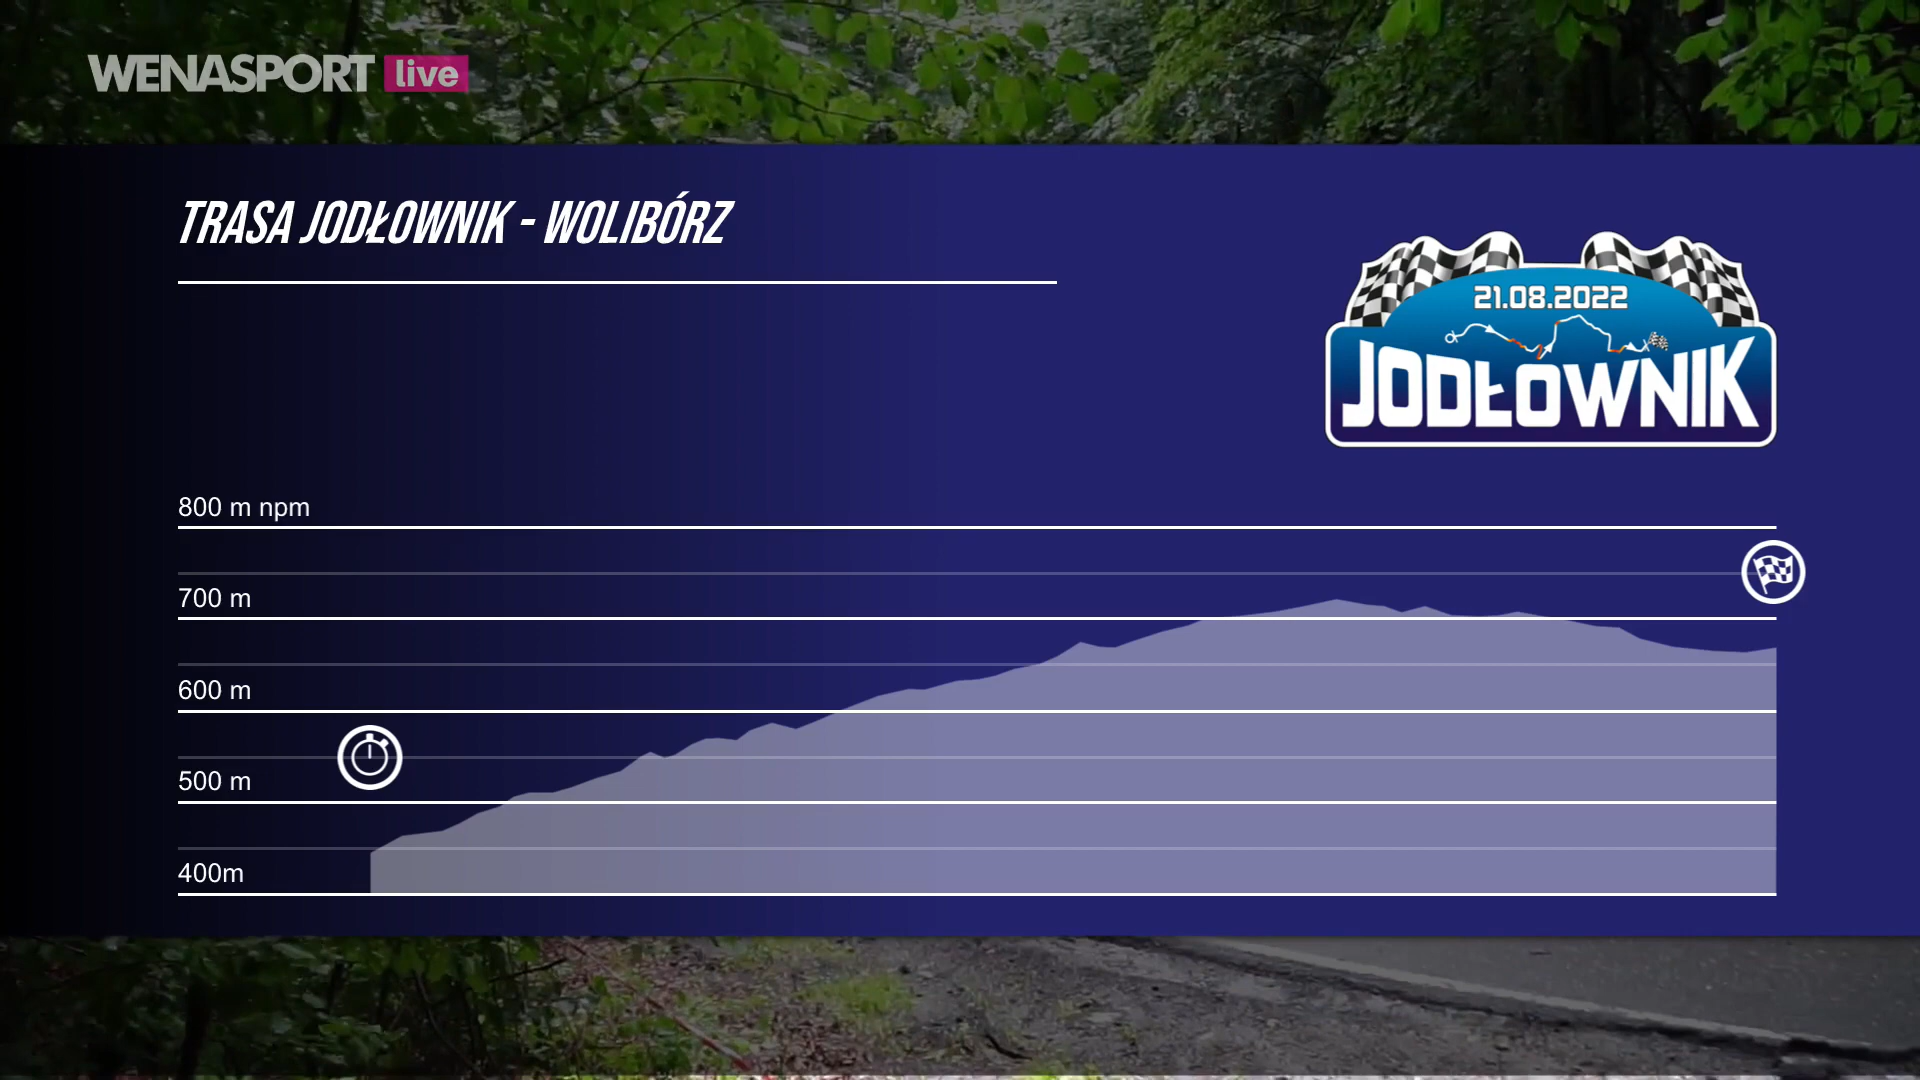 WENASPORT live
TRASA JODŁOWNIK - WOLIBÓRZ
21.08.2022
JODŁOWNIK
800 m npm
700 m
600 m
500 m
400m